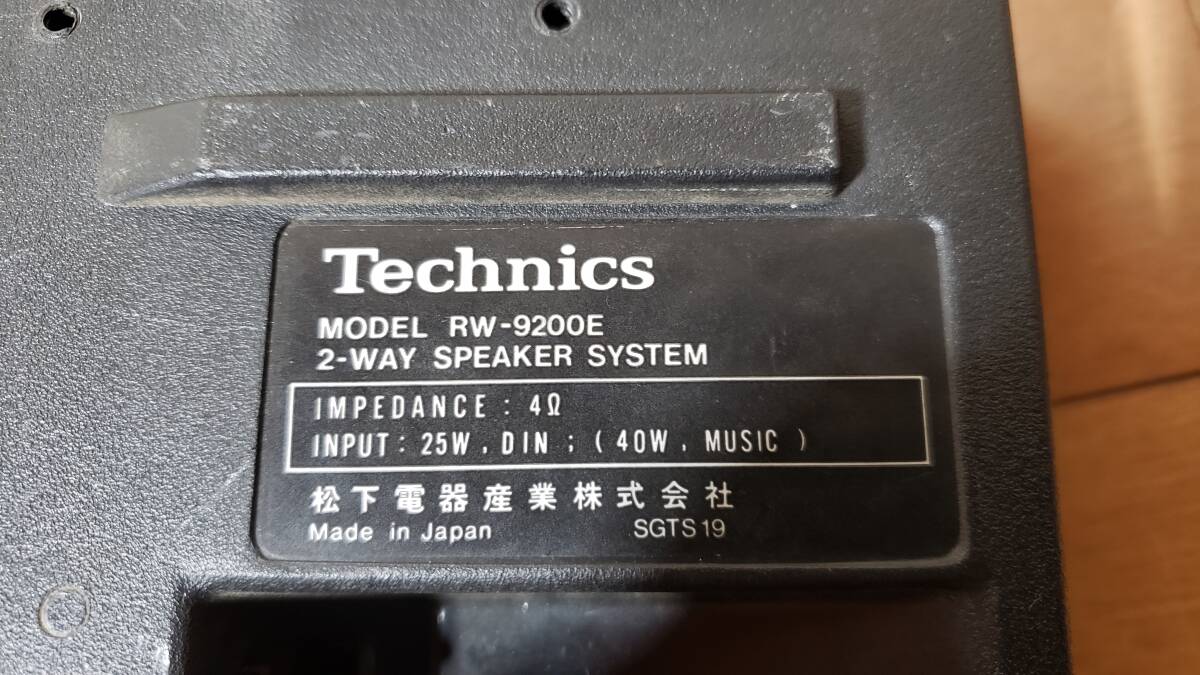 Technics
MODEL RW-9200E
2-WAY SPEAKER SYSTEM
IMPEDANCE : 4Ω
INPUT : 25W, DIN ; ( 40W, MUSIC )
松下電器産業株式会社
Made in Japan SGTS19